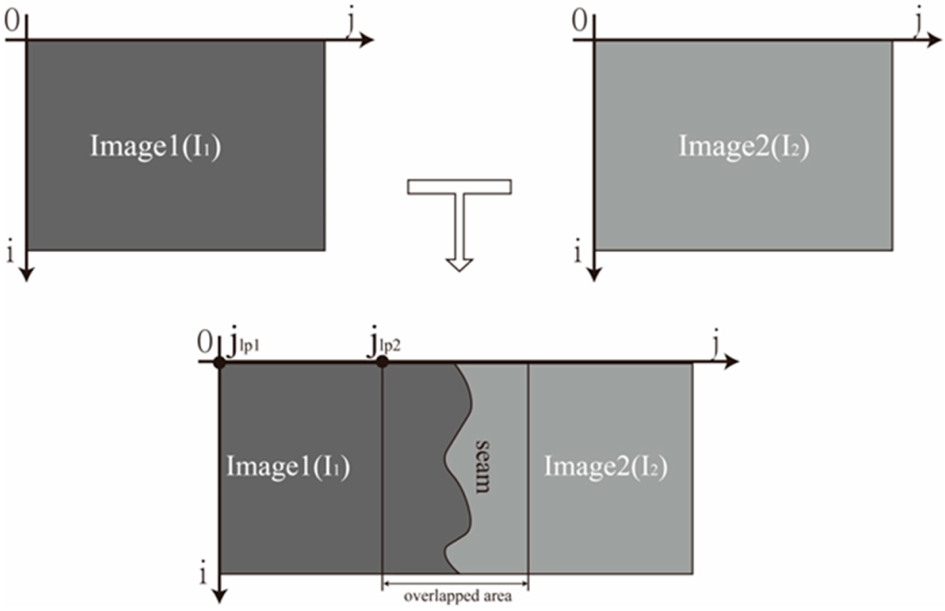 0 j
Image1(I1)
i
0 j
Image2(I2)
i
0 jlp1 jlp2 j
Image1(I1) seam Image2(I2)
i
overlapped area